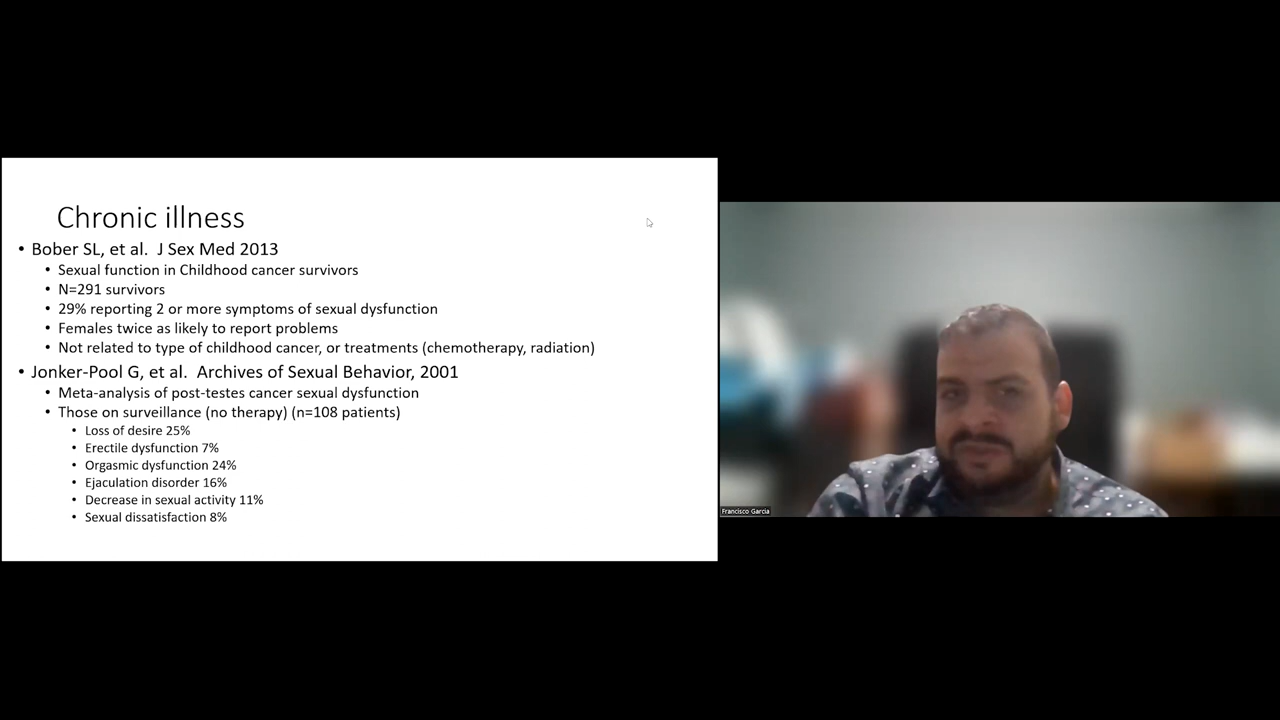 Chronic illness
• Bober SL, et al. J Sex Med 2013
• Sexual function in Childhood cancer survivors
• N=291 survivors
• 29% reporting 2 or more symptoms of sexual dysfunction
• Females twice as likely to report problems
• Not related to type of childhood cancer, or treatments (chemotherapy, radiation)
• Jonker-Pool G, et al. Archives of Sexual Behavior, 2001
• Meta-analysis of post-testes cancer sexual dysfunction
• Those on surveillance (no therapy) (n=108 patients)
• Loss of desire 25%
• Erectile dysfunction 7%
• Orgasmic dysfunction 24%
• Ejaculation disorder 16%
• Decrease in sexual activity 11%
• Sexual dissatisfaction 8%
Francisco Garcia